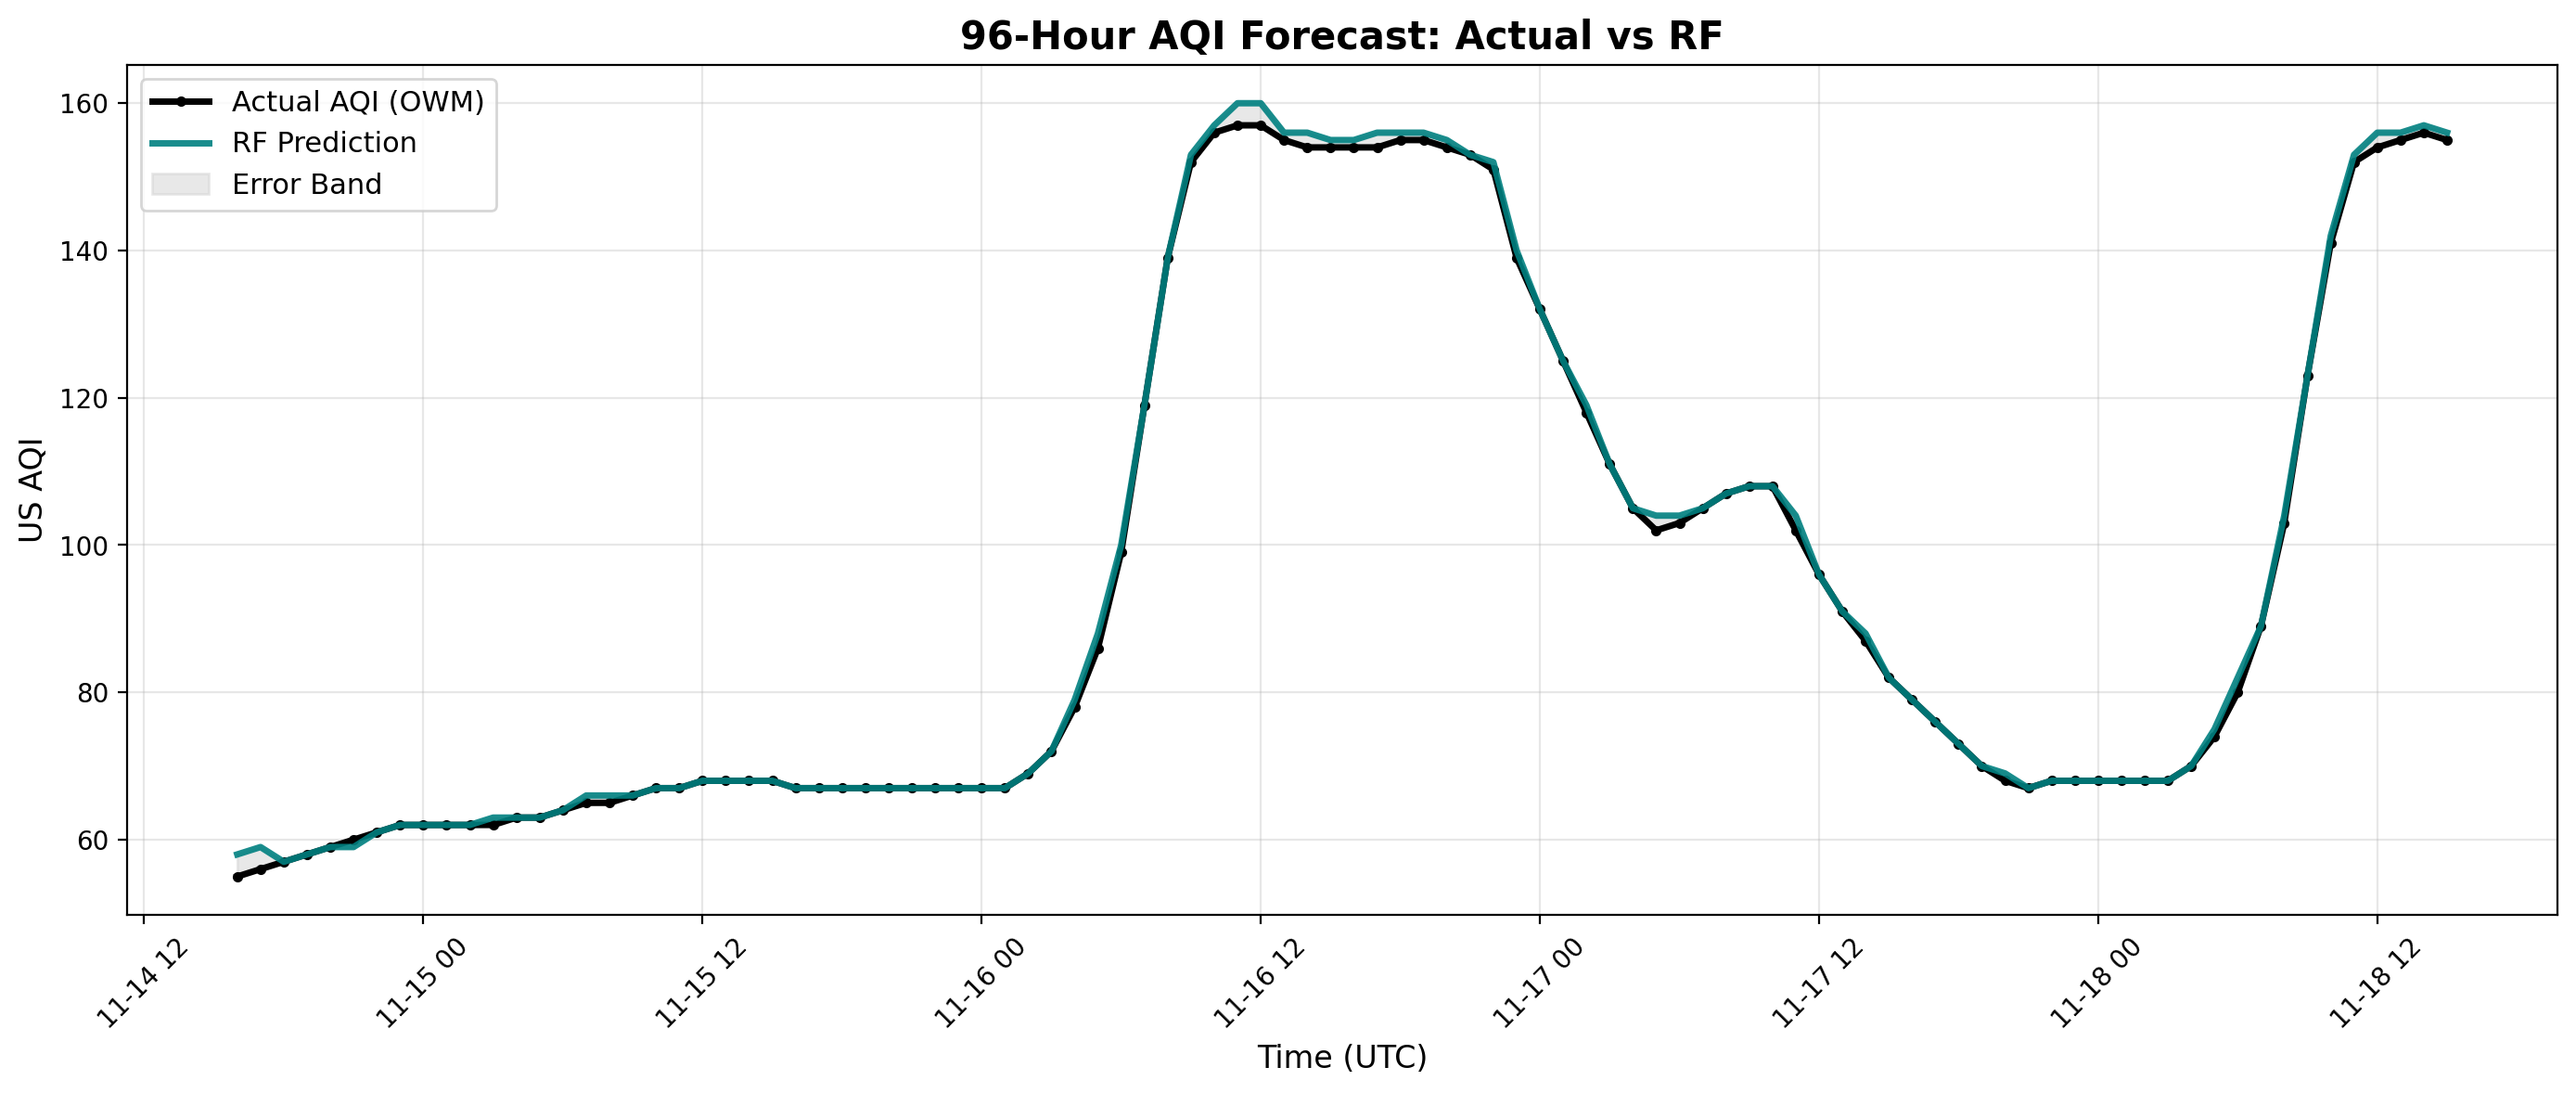 96-Hour AQI Forecast: Actual vs RF
Actual AQI (OWM)
RF Prediction
Error Band
US AQI
160
140
120
100
80
60
11-14 12
11-15 00
11-15 12
11-16 00
11-16 12
11-17 00
11-17 12
11-18 00
11-18 12
Time (UTC)